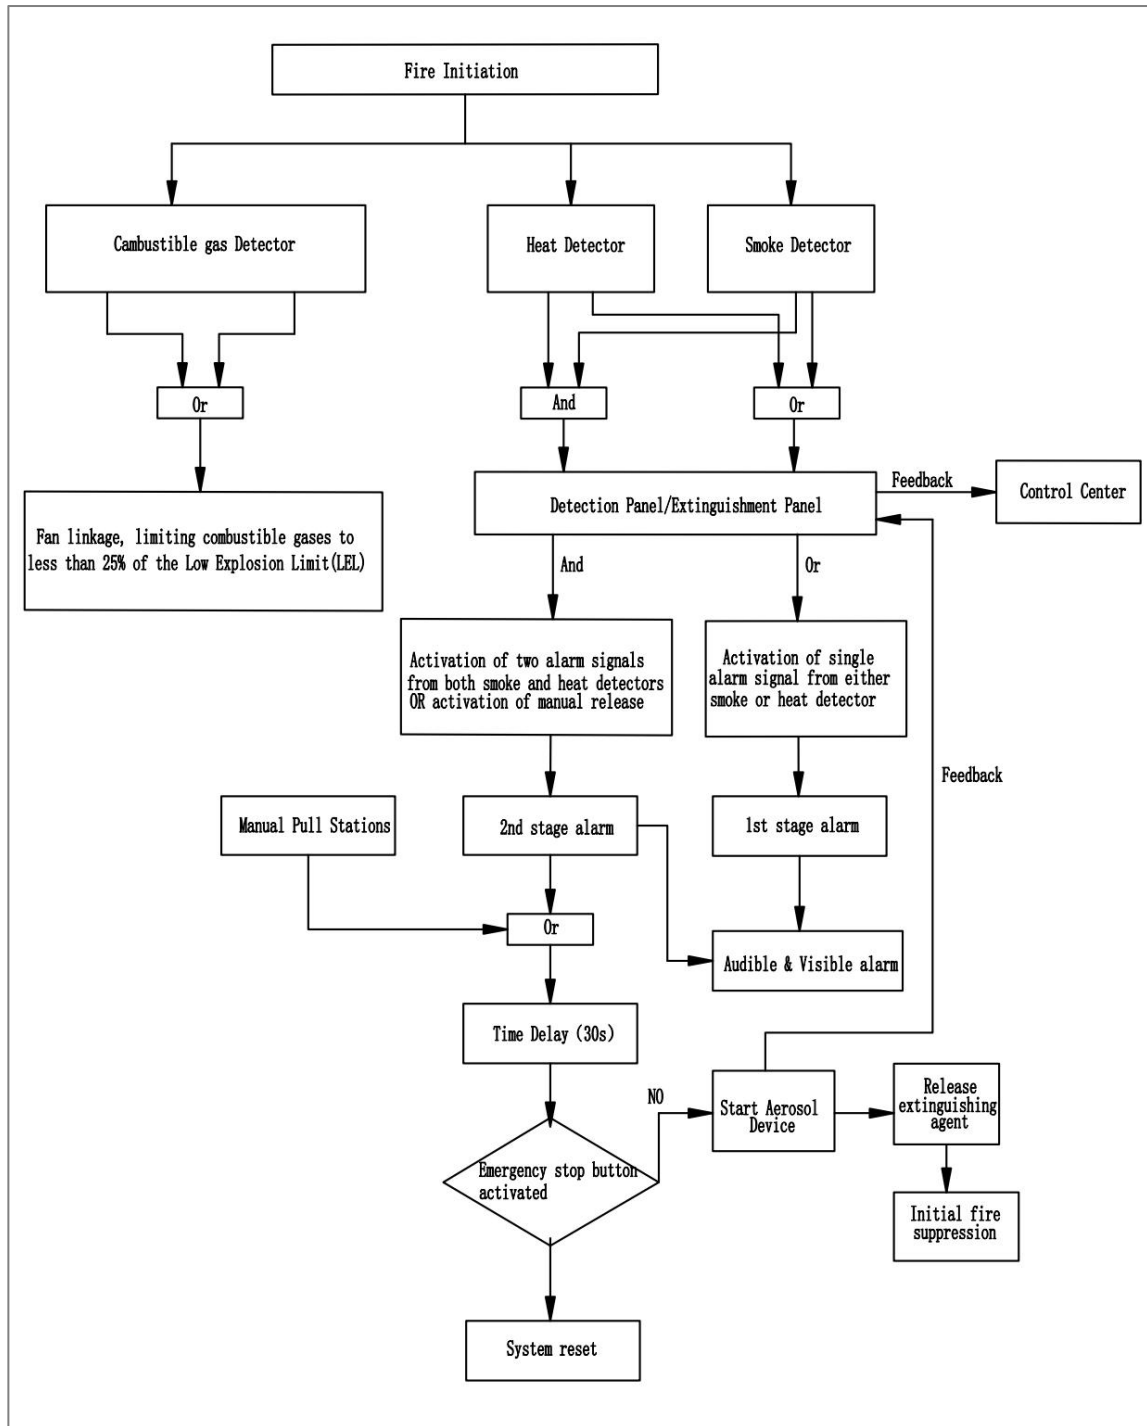 Fire Initiation
Cambustible gas Detector
Heat Detector
Smoke Detector
Or
And
Or
Fan linkage, limiting combustible gases to
less than 25% of the Low Explosion Limit(LEL)
Detection Panel/Extinguishment Panel
Feedback
Control Center
And
Or
Activation of two alarm signals
from both smoke and heat detectors
OR activation of manual release
Activation of single
alarm signal from either
smoke or heat detector
Feedback
Manual Pull Stations
2nd stage alarm
1st stage alarm
Or
Audible & Visible alarm
Time Delay (30s)
NO
Start Aerosol
Device
Release
extinguishing
agent
Emergency stop button
activated
Initial fire
suppression
System reset